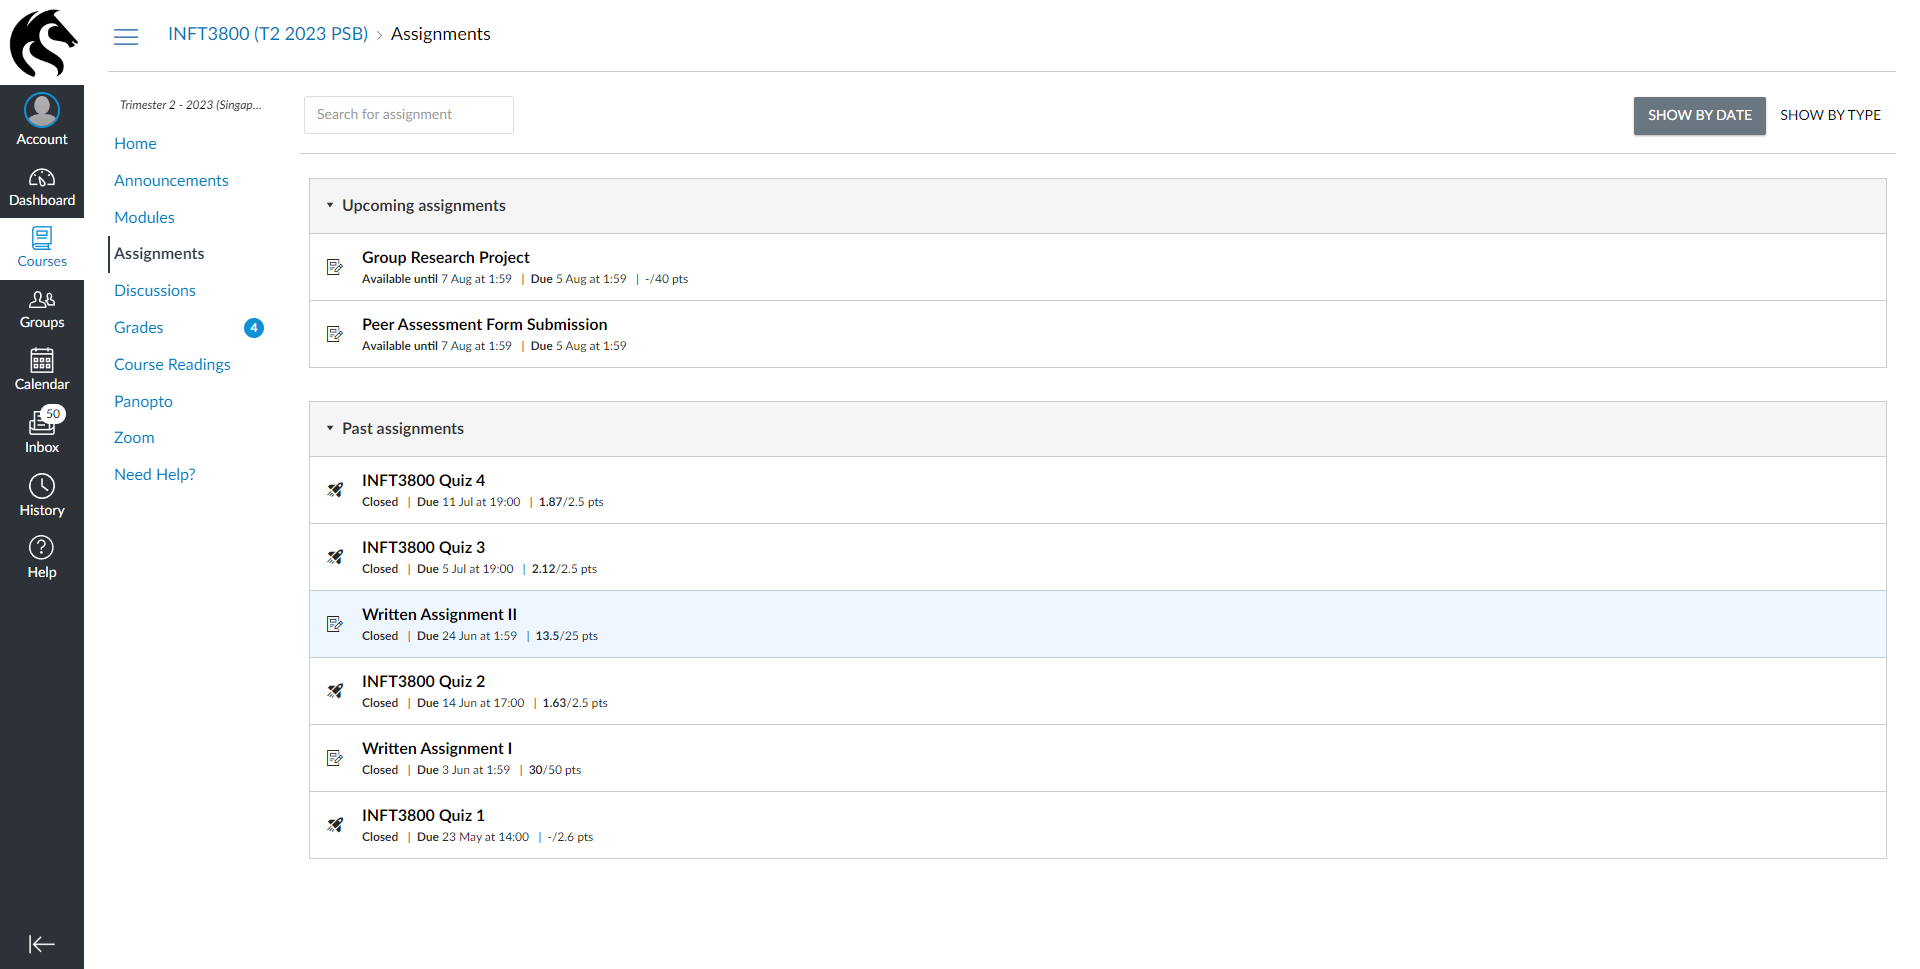 INFT3800 (T2 2023 PSB) › Assignments
Account
Dashboard
Courses
Groups
Calendar
50
Inbox
History
Help
Trimester 2 - 2023 (Singap...
Home
Announcements
Modules
Assignments
Discussions
Grades 4
Course Readings
Panopto
Zoom
Need Help?
Search for assignment
SHOW BY DATE SHOW BY TYPE
Upcoming assignments
Group Research Project
Available until 7 Aug at 1:59 | Due 5 Aug at 1:59 | -/40 pts
Peer Assessment Form Submission
Available until 7 Aug at 1:59 | Due 5 Aug at 1:59
Past assignments
INFT3800 Quiz 4
Closed | Due 11 Jul at 19:00 | 1.87/2.5 pts
INFT3800 Quiz 3
Closed | Due 5 Jul at 19:00 | 2.12/2.5 pts
Written Assignment II
Closed | Due 24 Jun at 1:59 | 13.5/25 pts
INFT3800 Quiz 2
Closed | Due 14 Jun at 17:00 | 1.63/2.5 pts
Written Assignment I
Closed | Due 3 Jun at 1:59 | 30/50 pts
INFT3800 Quiz 1
Closed | Due 23 May at 14:00 | -/2.6 pts